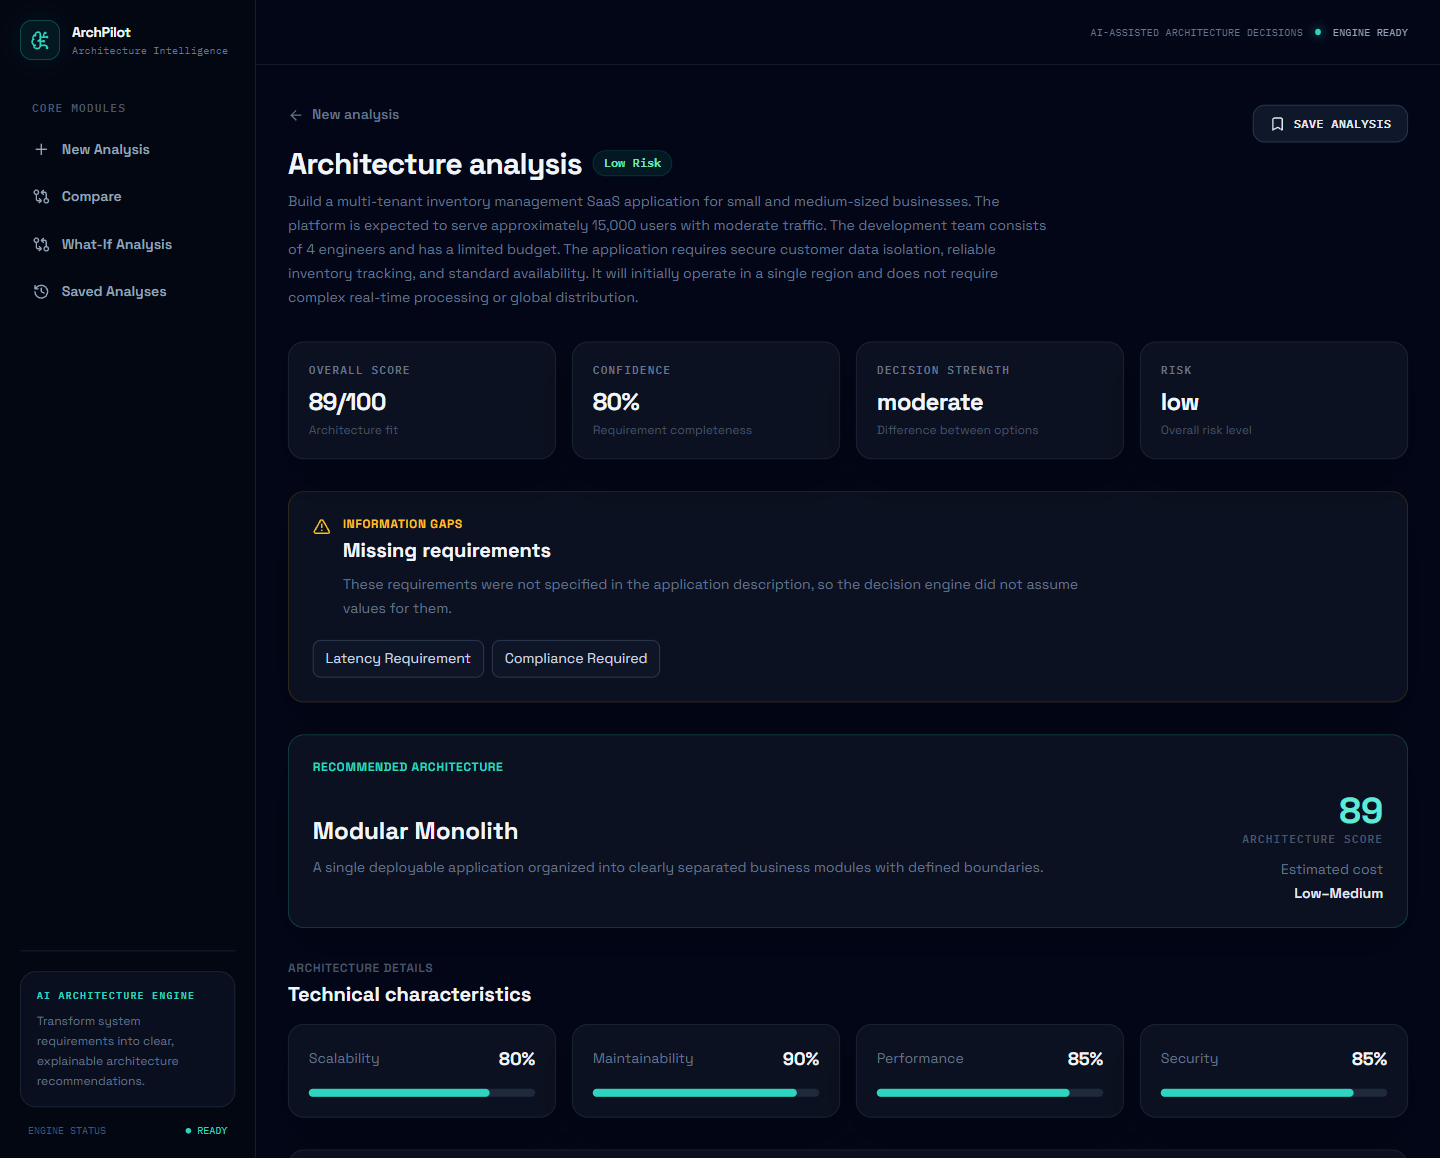 ArchPilot
Architecture Intelligence
CORE MODULES
New Analysis
Compare
What-If Analysis
Saved Analyses
AI ARCHITECTURE ENGINE
Transform system
requirements into clear,
explainable architecture
recommendations.
ENGINE STATUS
READY
AI-ASSISTED ARCHITECTURE DECISIONS
ENGINE READY
New analysis
SAVE ANALYSIS
Architecture analysis
Low Risk
Build a multi-tenant inventory management SaaS application for small and medium-sized businesses. The
platform is expected to serve approximately 15,000 users with moderate traffic. The development team consists
of 4 engineers and has a limited budget. The application requires secure customer data isolation, reliable
inventory tracking, and standard availability. It will initially operate in a single region and does not require
complex real-time processing or global distribution.
OVERALL SCORE
89/100
Architecture fit
CONFIDENCE
80%
Requirement completeness
DECISION STRENGTH
moderate
Difference between options
RISK
low
Overall risk level
INFORMATION GAPS
Missing requirements
These requirements were not specified in the application description, so the decision engine did not assume
values for them.
Latency Requirement
Compliance Required
RECOMMENDED ARCHITECTURE
Modular Monolith
A single deployable application organized into clearly separated business modules with defined boundaries.
89
ARCHITECTURE SCORE
Estimated cost
Low–Medium
ARCHITECTURE DETAILS
Technical characteristics
Scalability
80%
Maintainability
90%
Performance
85%
Security
85%